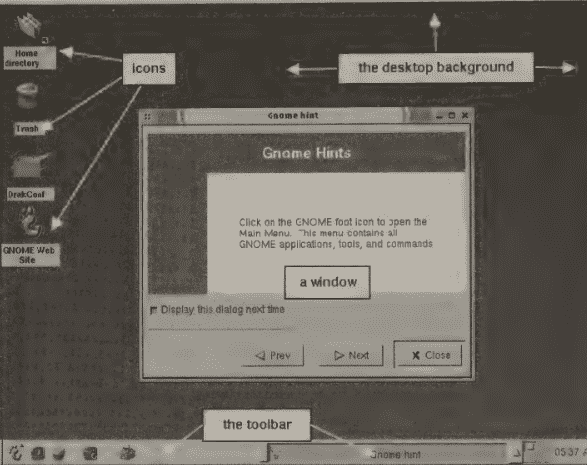 Home
directory
icons
the desktop background
Gnome hint
Trash
Gnome Hints
DrakConf
Click on the GNOME foot icon to open the
Main Menu. This menu contains all
GNOME applications, tools, and commands
GNOME Web
Site
a window
Display this dialog next time
Prev
Next
X Close
the toolbar
Gnome hint
05:37